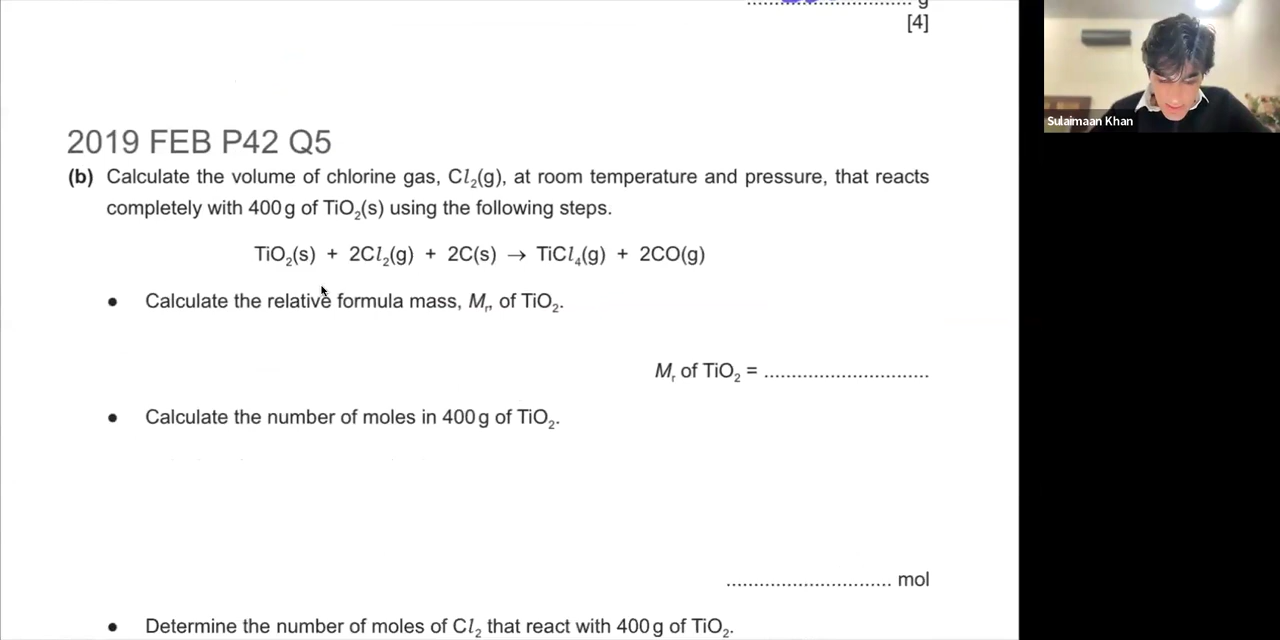 g
[4]
2019 FEB P42 Q5
(b) Calculate the volume of chlorine gas, Cl₂(g), at room temperature and pressure, that reacts
completely with 400 g of TiO₂(s) using the following steps.
TiO₂(s) + 2Cl₂(g) + 2C(s) → TiCl₄(g) + 2CO(g)
• Calculate the relative formula mass, Mᵣ, of TiO₂.
Mᵣ of TiO₂ = ..............................
• Calculate the number of moles in 400 g of TiO₂.
.............................. mol
• Determine the number of moles of Cl₂ that react with 400 g of TiO₂.
Sulaimaan Khan